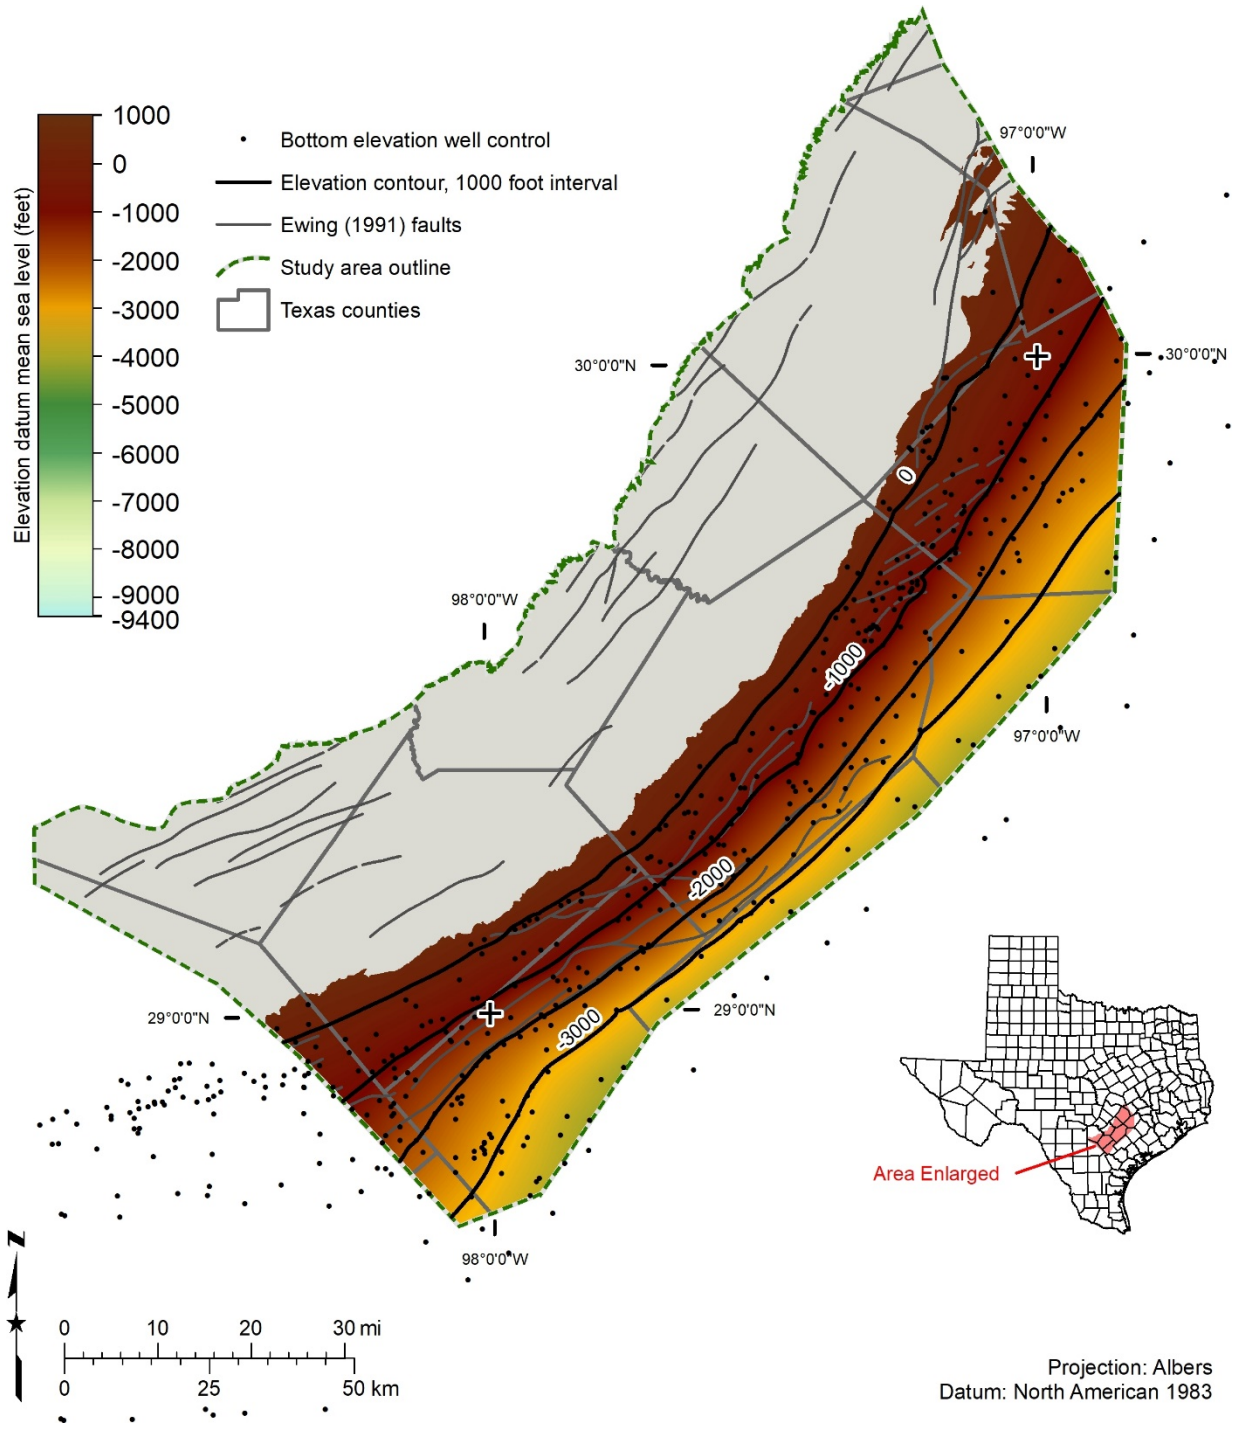 Elevation datum mean sea level (feet)
1000
0
-1000
-2000
-3000
-4000
-5000
-6000
-7000
-8000
-9000
-9400
Bottom elevation well control
Elevation contour, 1000 foot interval
Ewing (1991) faults
Study area outline
Texas counties
97°0'0"W
30°0'0"N
30°0'0"N
0
98°0'0"W
-1000
97°0'0"W
-2000
29°0'0"N
29°0'0"N
-3000
98°0'0"W
Area Enlarged
N
0 10 20 30 mi
0 25 50 km
Projection: Albers
Datum: North American 1983